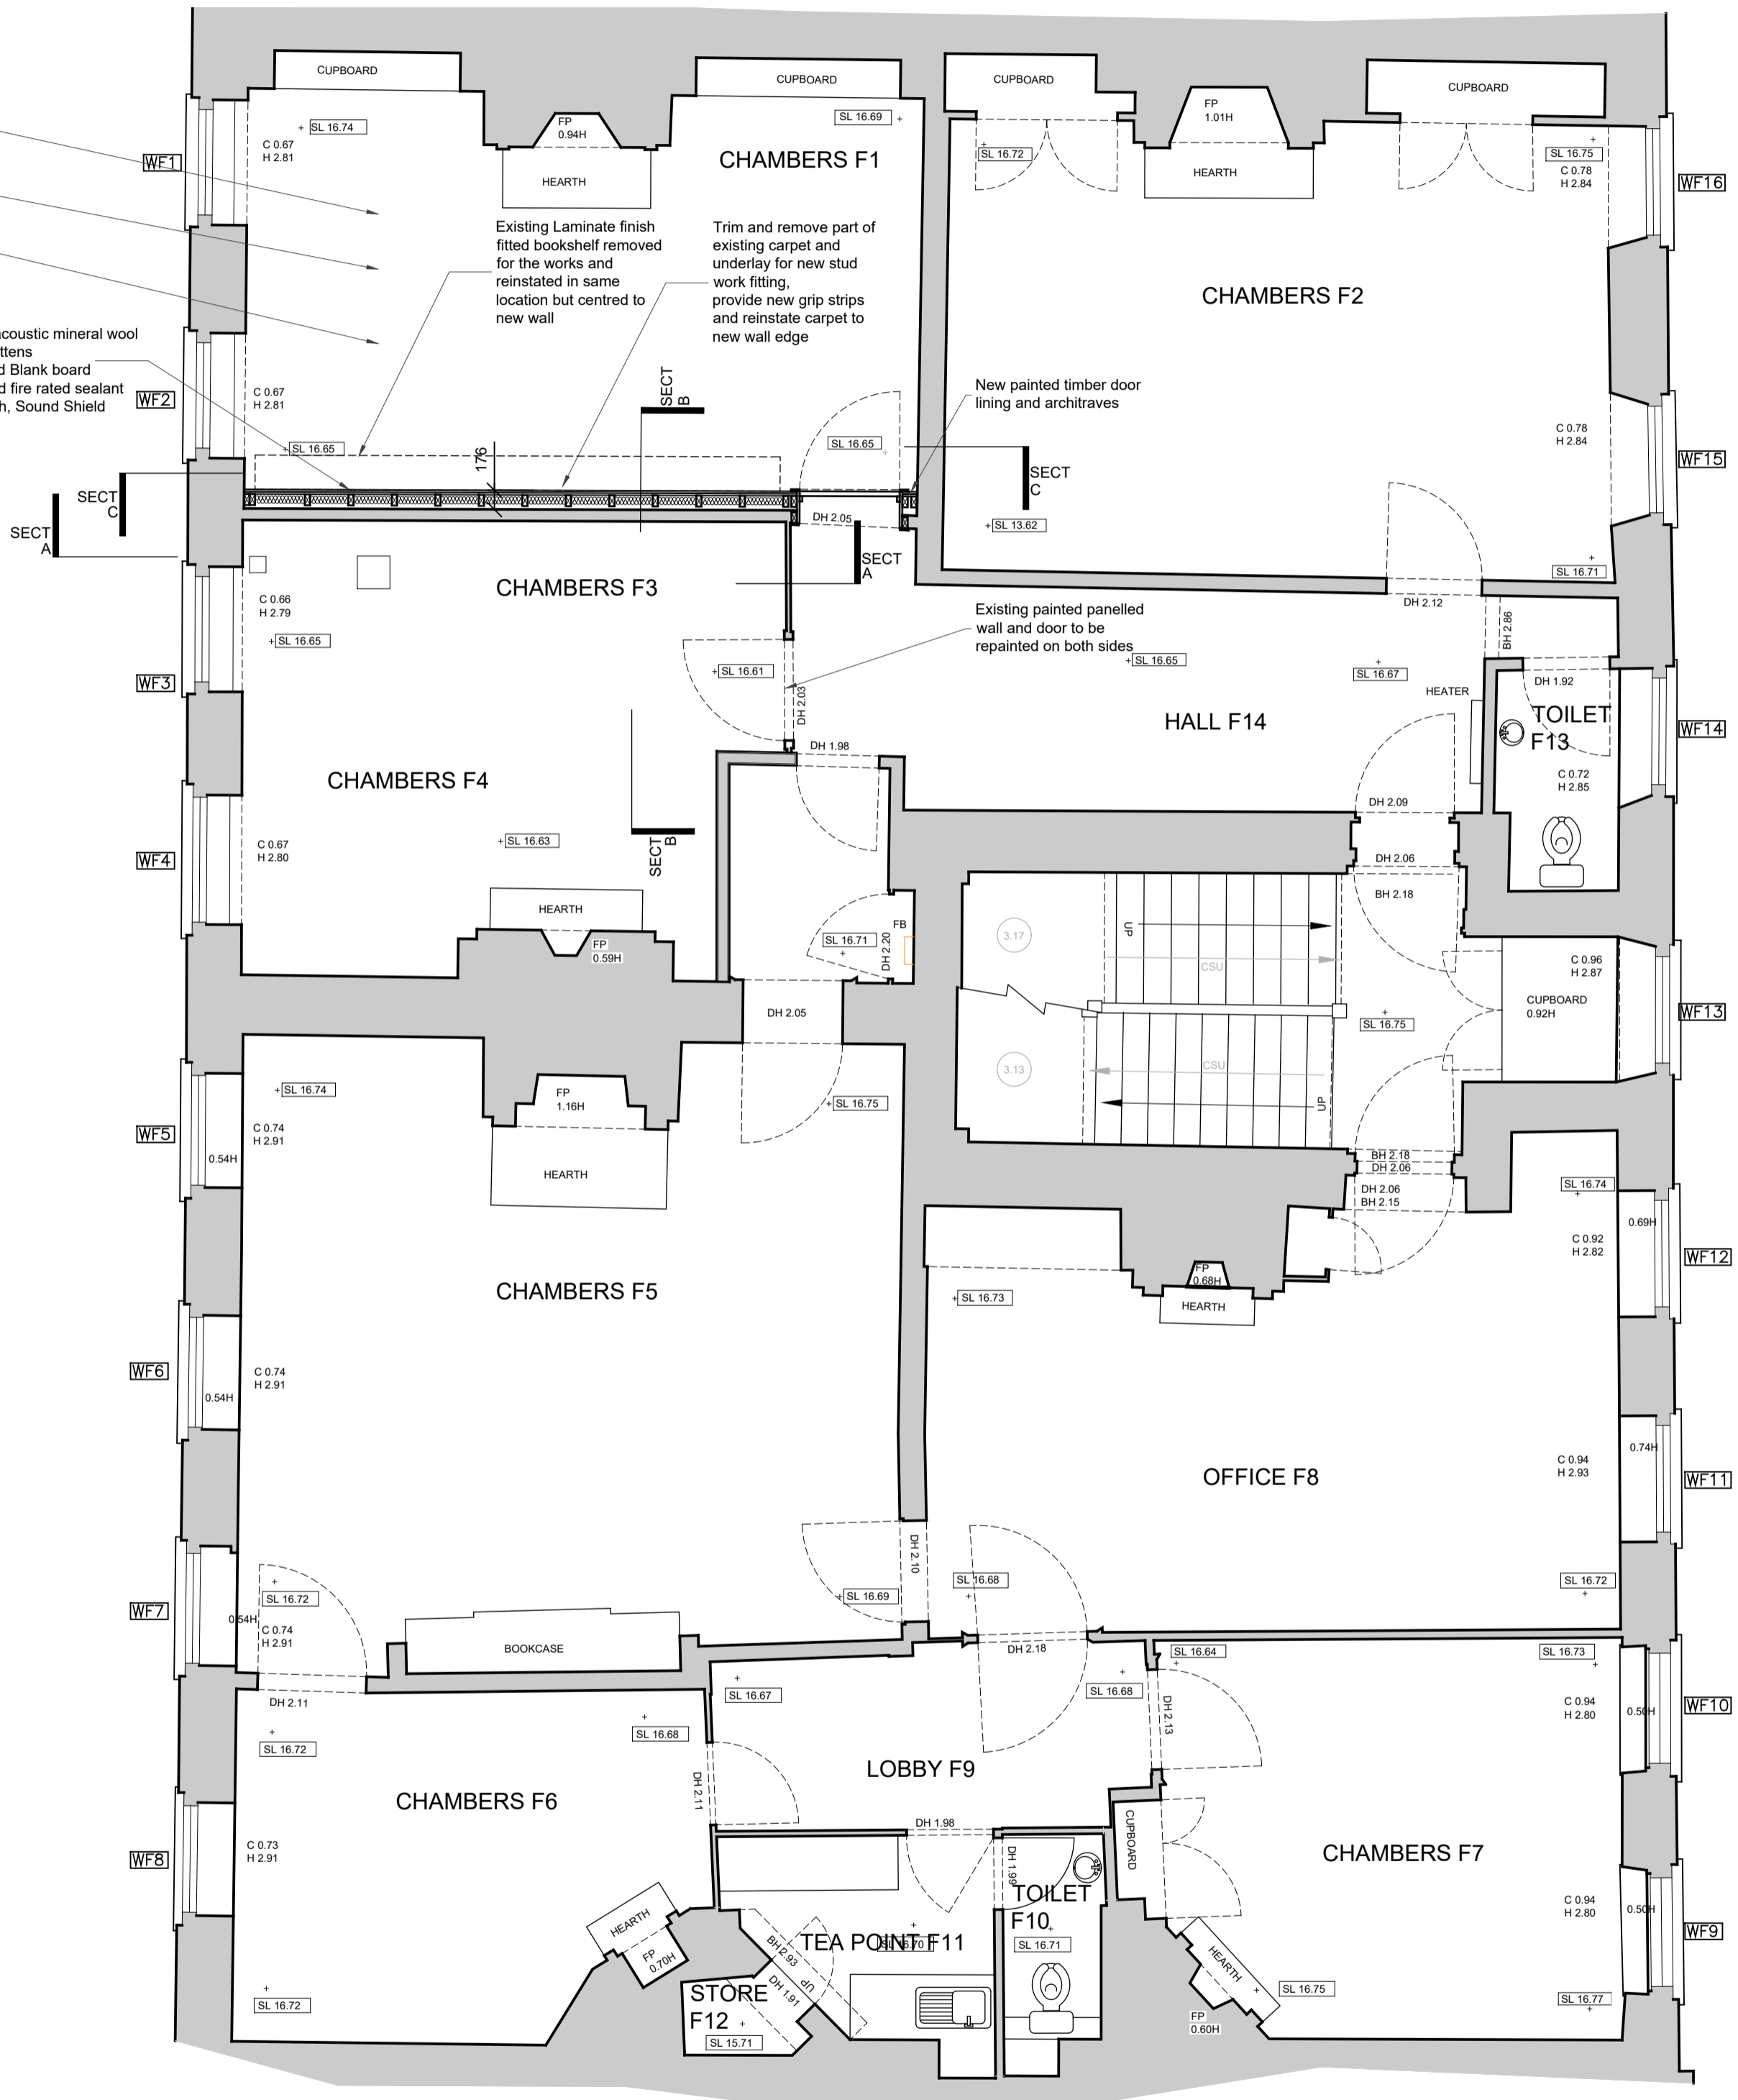 CUPBOARD
CUPBOARD
CUPBOARD
CUPBOARD
FP
0.94H
FP
1.01H
SL 16.74
SL 16.69
C 0.67
H 2.81
WF1
CHAMBERS F1
HEARTH
HEARTH
SL 16.72
SL 16.75
C 0.78
H 2.84
WF16
Existing Laminate finish
fitted bookshelf removed
for the works and
reinstated in same
location but centred to
new wall
Trim and remove part of
existing carpet and
underlay for new stud
work fitting,
provide new grip strips
and reinstate carpet to
new wall edge
CHAMBERS F2
acoustic mineral wool
ttens
d Blank board
d fire rated sealant
h, Sound Shield
WF2
C 0.67
H 2.81
SECT
B
New painted timber door
lining and architraves
SL 16.65
176
SL 16.65
C 0.78
H 2.84
WF15
SECT
C
SECT
C
SECT
A
DH 2.05
SL 13.62
SECT
A
SL 16.71
CHAMBERS F3
C 0.66
H 2.79
SL 16.65
WF3
SL 16.61
DH 2.03
Existing painted panelled
wall and door to be
repainted on both sides
DH 2.12
BH 2.86
SL 16.65
SL 16.67
HEATER
DH 1.92
TOILET
F13
WF14
HALL F14
DH 1.98
CHAMBERS F4
C 0.72
H 2.85
DH 2.09
SL 16.63
C 0.67
H 2.80
WF4
SECT
B
DH 2.06
BH 2.18
HEARTH
FP
0.59H
SL 16.71
DH 2.20
FB
3.17
UP
CSU
C 0.96
H 2.87
CUPBOARD
0.92H
WF13
DH 2.05
SL 16.75
3.13
CSU
UP
SL 16.74
FP
1.16H
SL 16.75
C 0.74
H 2.91
WF5
0.54H
HEARTH
BH 2.18
DH 2.06
DH 2.06
BH 2.15
SL 16.74
0.69H
C 0.92
H 2.82
WF12
CHAMBERS F5
FP
0.68H
SL 16.73
HEARTH
WF6
C 0.74
H 2.91
0.54H
OFFICE F8
C 0.94
H 2.93
0.74H
WF11
DH 2.10
SL 16.69
SL 16.68
SL 16.72
WF7
SL 16.72
0.54H
C 0.74
H 2.91
BOOKCASE
DH 2.18
SL 16.64
SL 16.73
DH 2.11
SL 16.67
SL 16.68
DH 2.13
C 0.94
H 2.80
0.50H
WF10
SL 16.72
SL 16.68
DH 2.11
LOBBY F9
CHAMBERS F6
DH 1.98
CUPBOARD
CHAMBERS F7
C 0.73
H 2.91
WF8
DH 1.99
TOILET
F10
C 0.94
H 2.80
0.50H
WF9
HEARTH
FP
0.70H
BH 2.93
TEA POINT F11
SL 16.70
SL 16.71
HEARTH
UP
DH 1.91
STORE
F12
SL 15.71
SL 16.72
SL 16.75
SL 16.77
FP
0.60H